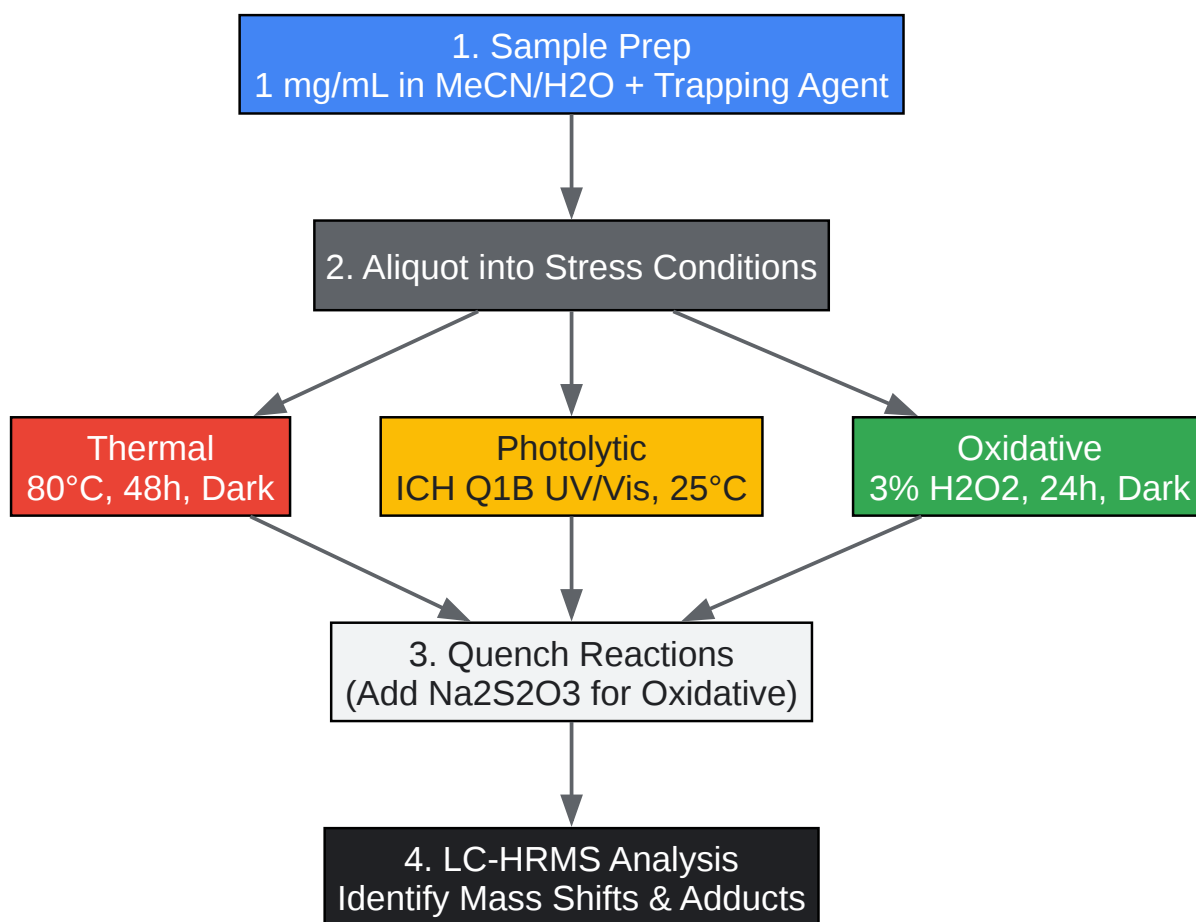 1. Sample Prep
1 mg/mL in MeCN/H2O + Trapping Agent
2. Aliquot into Stress Conditions
Thermal
80°C, 48h, Dark
Photolytic
ICH Q1B UV/Vis, 25°C
Oxidative
3% H2O2, 24h, Dark
3. Quench Reactions
(Add Na2S2O3 for Oxidative)
4. LC-HRMS Analysis
Identify Mass Shifts & Adducts